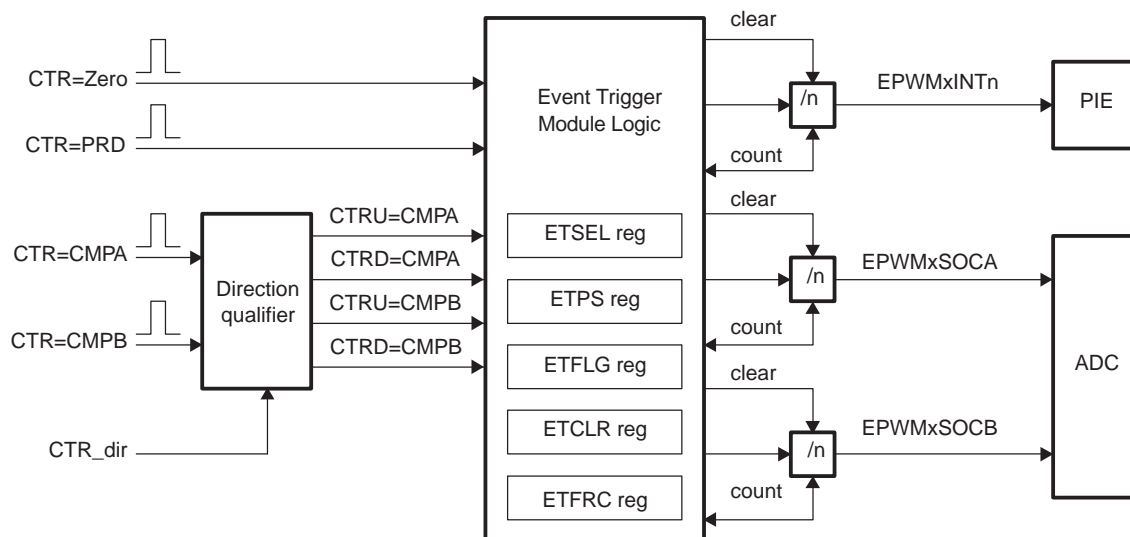 clear
CTR=Zero
Event Trigger
Module Logic
/n
EPWMxINTn
PIE
CTR=PRD
count
clear
CTRU=CMPA
ETSEL reg
CTR=CMPA
CTRD=CMPA
/n
EPWMxSOCA
Direction
qualifier
CTRU=CMPB
ETPS reg
count
CTR=CMPB
CTRD=CMPB
ETFLG reg
clear
ADC
ETCLR reg
CTR_dir
/n
EPWMxSOCB
count
ETFRC reg